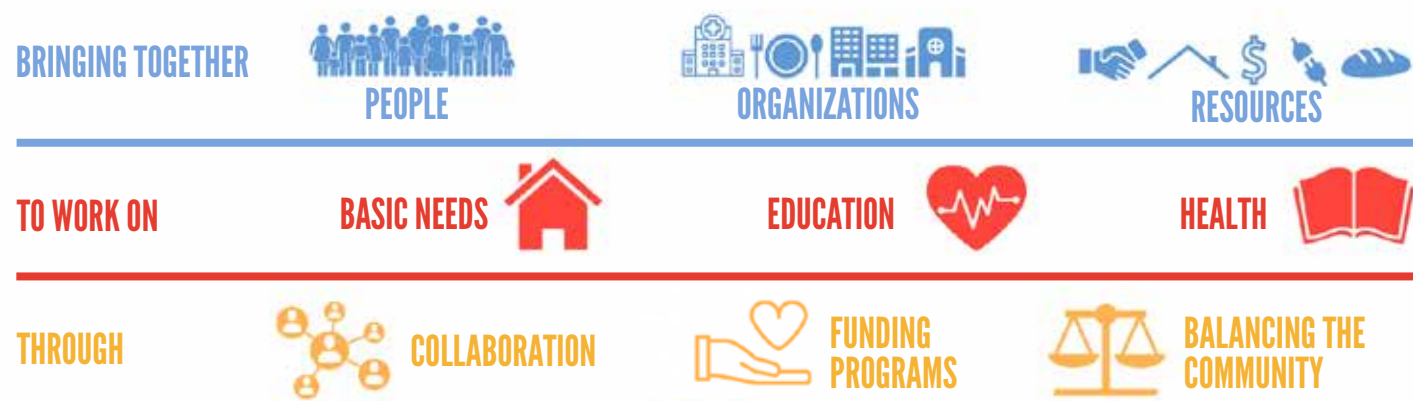 BRINGING TOGETHER
PEOPLE
ORGANIZATIONS
RESOURCES
TO WORK ON
BASIC NEEDS
EDUCATION
HEALTH
THROUGH
COLLABORATION
FUNDING
PROGRAMS
BALANCING THE
COMMUNITY